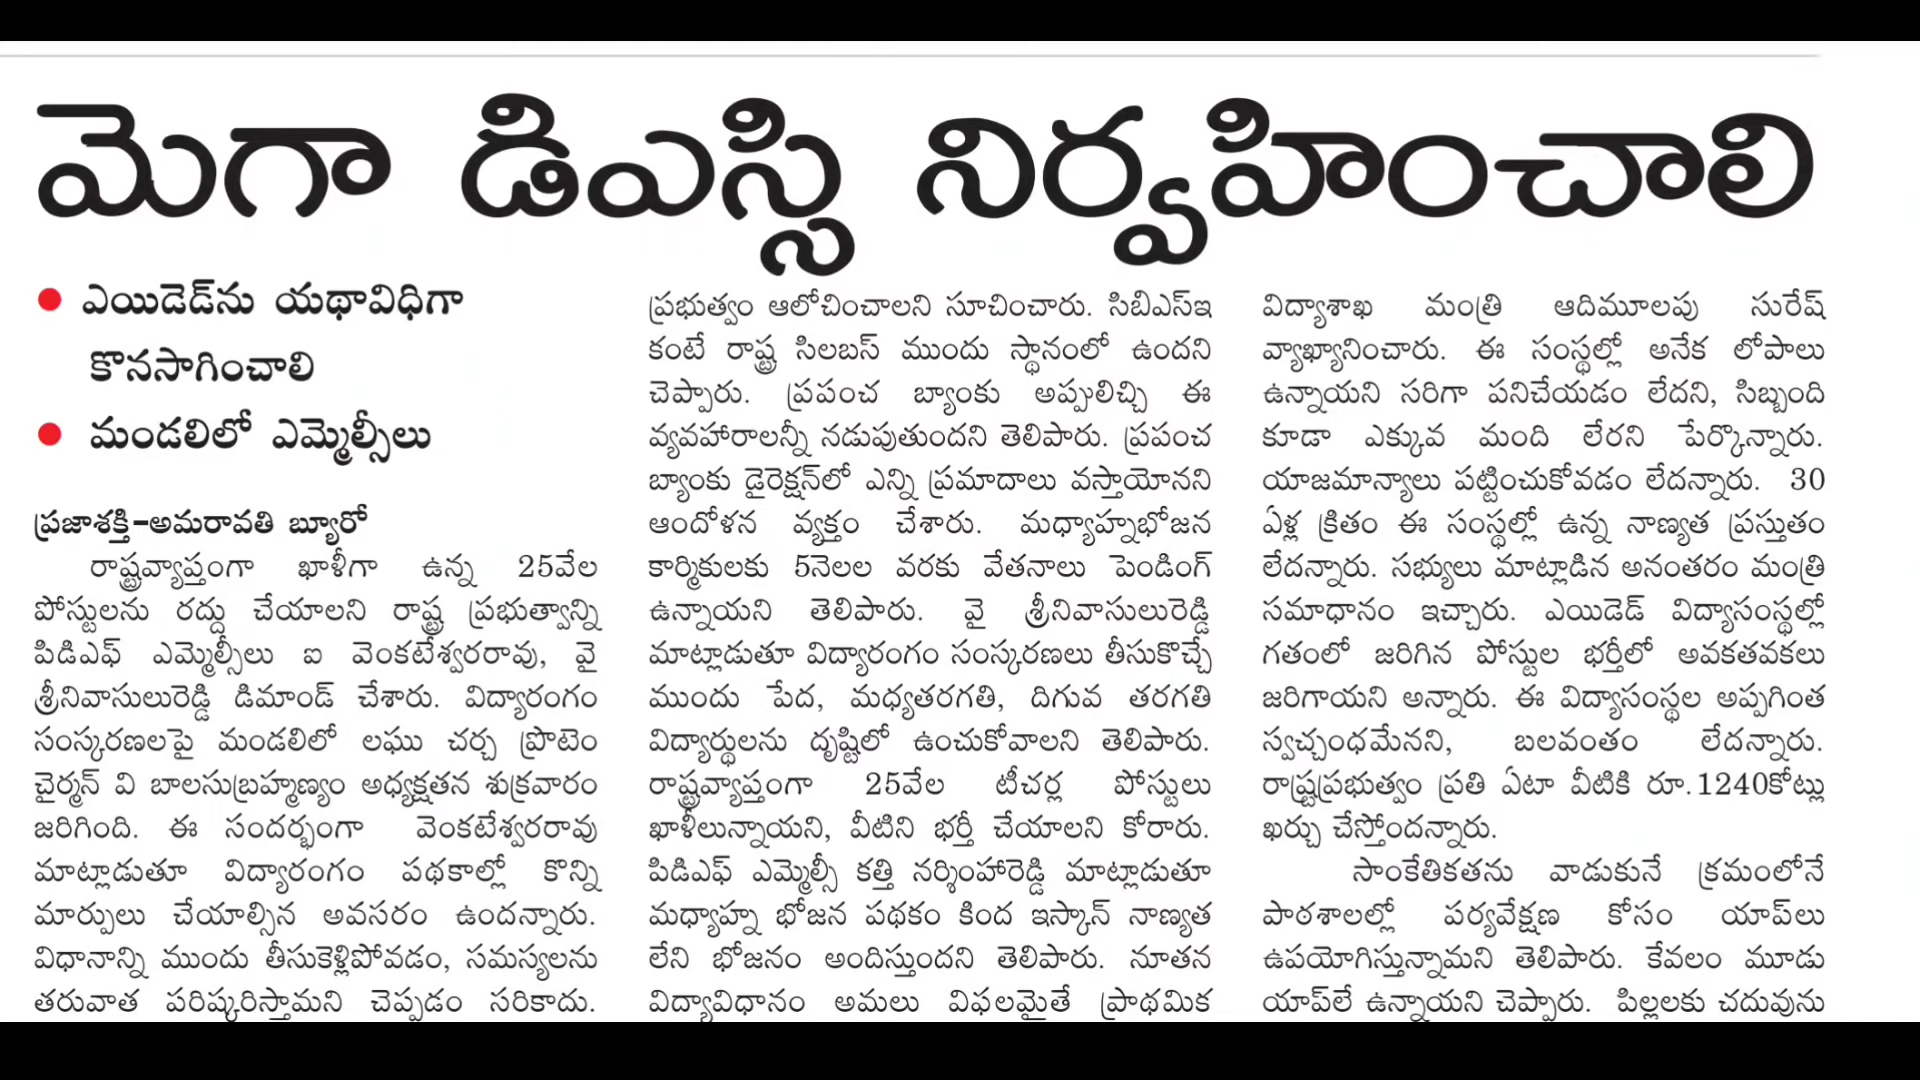 మెగా డిఎస్సి నిర్వహించాలి
● ఎయిడెడ్‌ను యథావిధిగా
కొనసాగించాలి
● మండలిలో ఎమ్మెల్సీలు
ప్రజాశక్తి-అమరావతి బ్యూరో
రాష్ట్రవ్యాప్తంగా ఖాళీగా ఉన్న 25వేల
పోస్టులను రద్దు చేయాలని రాష్ట్ర ప్రభుత్వాన్ని
పిడిఎఫ్ ఎమ్మెల్సీలు ఐ వెంకటేశ్వరరావు, వై
శ్రీనివాసులురెడ్డి డిమాండ్ చేశారు. విద్యారంగం
సంస్కరణలపై మండలిలో లఘు చర్చ ప్రొటెం
చైర్మన్ వి బాలసుబ్రహ్మణ్యం అధ్యక్షతన శుక్రవారం
జరిగింది. ఈ సందర్భంగా వెంకటేశ్వరరావు
మాట్లాడుతూ విద్యారంగం పథకాల్లో కొన్ని
మార్పులు చేయాల్సిన అవసరం ఉందన్నారు.
విధానాన్ని ముందు తీసుకెళ్లిపోవడం, సమస్యలను
తరువాత పరిష్కరిస్తామని చెప్పడం సరికాదు.
ప్రభుత్వం ఆలోచించాలని సూచించారు. సిబిఎస్ఇ
కంటే రాష్ట్ర సిలబస్ ముందు స్థానంలో ఉందని
చెప్పారు. ప్రపంచ బ్యాంకు అప్పులిచ్చి ఈ
వ్యవహారాలన్నీ నడుపుతుందని తెలిపారు. ప్రపంచ
బ్యాంకు డైరెక్షన్‌లో ఎన్ని ప్రమాదాలు వస్తాయోనని
ఆందోళన వ్యక్తం చేశారు. మధ్యాహ్నభోజన
కార్మికులకు 5నెలల వరకు వేతనాలు పెండింగ్
ఉన్నాయని తెలిపారు. వై శ్రీనివాసులురెడ్డి
మాట్లాడుతూ విద్యారంగం సంస్కరణలు తీసుకొచ్చే
ముందు పేద, మధ్యతరగతి, దిగువ తరగతి
విద్యార్థులను దృష్టిలో ఉంచుకోవాలని తెలిపారు.
రాష్ట్రవ్యాప్తంగా 25వేల టీచర్ల పోస్టులు
ఖాళీలున్నాయని, వీటిని భర్తీ చేయాలని కోరారు.
పిడిఎఫ్ ఎమ్మెల్సీ కత్తి నర్శింహారెడ్డి మాట్లాడుతూ
మధ్యాహ్న భోజన పథకం కింద ఇస్కాన్ నాణ్యత
లేని భోజనం అందిస్తుందని తెలిపారు. నూతన
విద్యావిధానం అమలు విఫలమైతే ప్రాథమిక
విద్యాశాఖ మంత్రి ఆదిమూలపు సురేష్
వ్యాఖ్యానించారు. ఈ సంస్థల్లో అనేక లోపాలు
ఉన్నాయని సరిగా పనిచేయడం లేదని, సిబ్బంది
కూడా ఎక్కువ మంది లేరని పేర్కొన్నారు.
యాజమాన్యాలు పట్టించుకోవడం లేదన్నారు. 30
ఏళ్ల క్రితం ఈ సంస్థల్లో ఉన్న నాణ్యత ప్రస్తుతం
లేదన్నారు. సభ్యులు మాట్లాడిన అనంతరం మంత్రి
సమాధానం ఇచ్చారు. ఎయిడెడ్ విద్యాసంస్థల్లో
గతంలో జరిగిన పోస్టుల భర్తీలో అవకతవకలు
జరిగాయని అన్నారు. ఈ విద్యాసంస్థల అప్పగింత
స్వచ్చంధమేనని, బలవంతం లేదన్నారు.
రాష్ట్రప్రభుత్వం ప్రతి ఏటా వీటికి రూ.1240కోట్లు
ఖర్చు చేస్తోందన్నారు.
సాంకేతికతను వాడుకునే క్రమంలోనే
పాఠశాలల్లో పర్యవేక్షణ కోసం యాప్‌లు
ఉపయోగిస్తున్నామని తెలిపారు. కేవలం మూడు
యాప్‌లే ఉన్నాయని చెప్పారు. పిల్లలకు చదువును